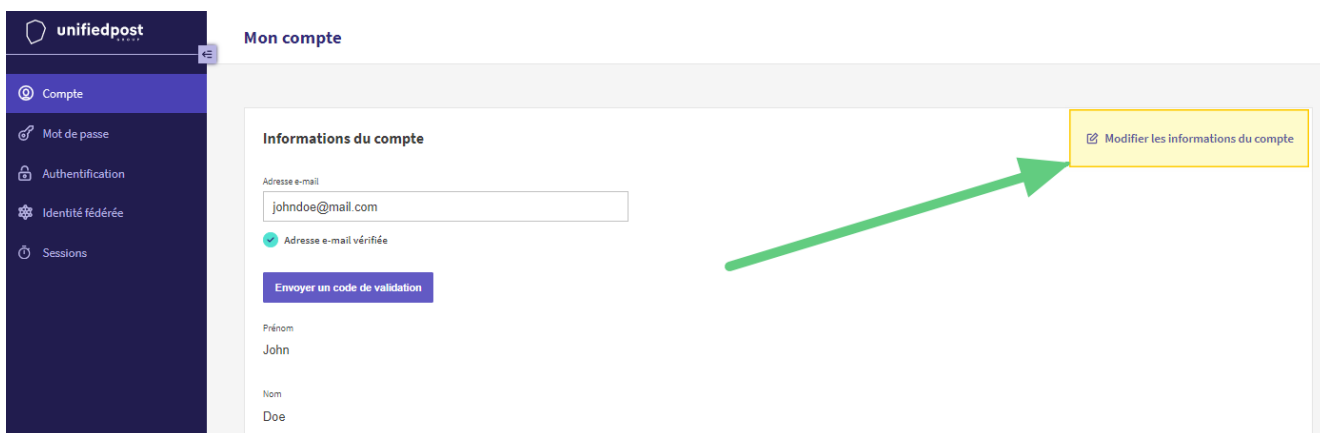 unifiedpost
GROUP
Mon compte
Compte
Mot de passe
Authentification
Identité fédérée
Sessions
Informations du compte
Modifier les informations du compte
Adresse e-mail
johndoe@mail.com
Adresse e-mail vérifiée
Envoyer un code de validation
Prénom
John
Nom
Doe